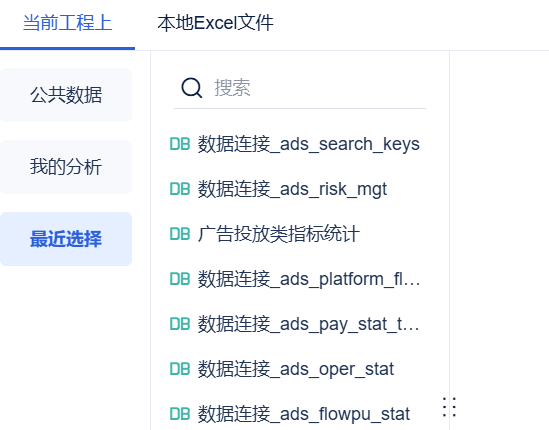 当前工程上 本地Excel文件
公共数据
我的分析
最近选择
搜索
DB 数据连接_ads_search_keys
DB 数据连接_ads_risk_mgt
DB 广告投放类指标统计
DB 数据连接_ads_platform_fl…
DB 数据连接_ads_pay_stat_t…
DB 数据连接_ads_oper_stat
DB 数据连接_ads_flowpu_stat